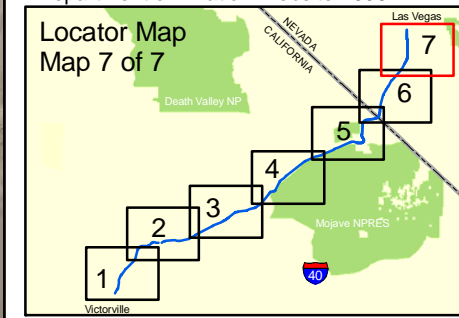 Las Vegas
Locator Map
Map 7 of 7
NEVADA
CALIFORNIA
7
Death Valley NP
6
5
4
3
Mojave NPRES
2
1
40
Victorville